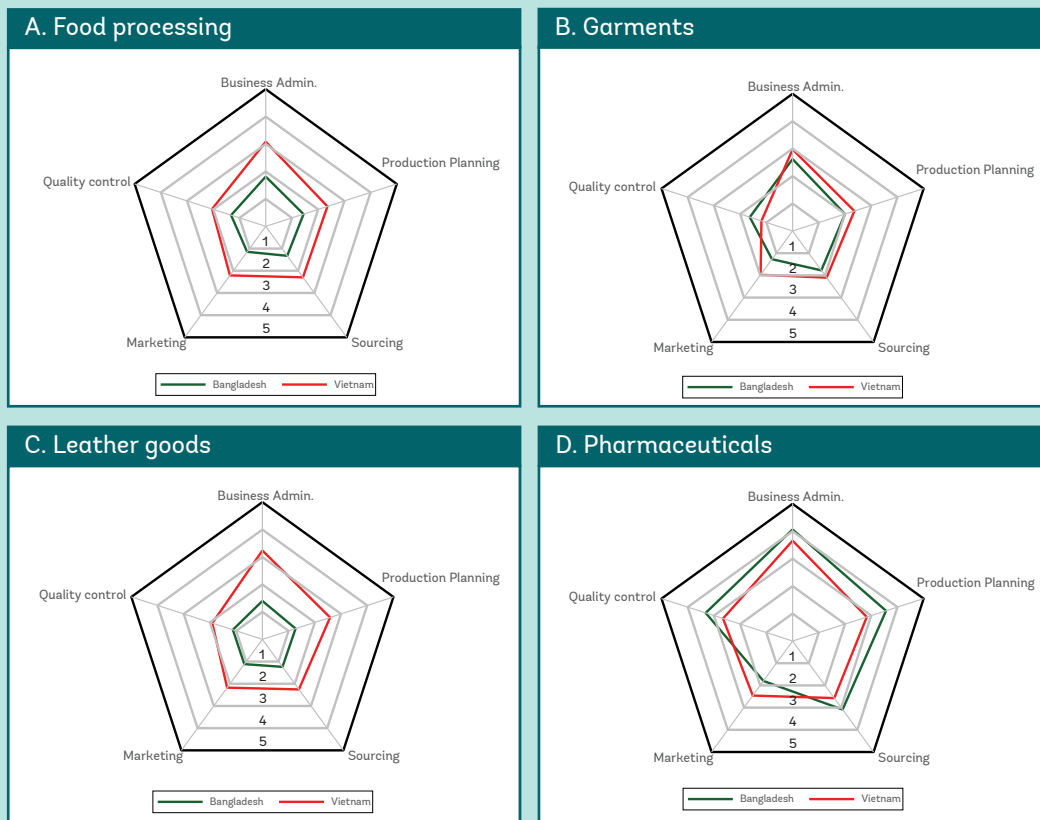 A. Food processing
Business Admin.
Production Planning
Quality control
1
2
3
4
5
Marketing
Sourcing
Bangladesh
Vietnam
B. Garments
Business Admin.
Production Planning
Quality control
1
2
3
4
5
Marketing
Sourcing
Bangladesh
Vietnam
C. Leather goods
Business Admin.
Production Planning
Quality control
1
2
3
4
5
Marketing
Sourcing
Bangladesh
Vietnam
D. Pharmaceuticals
Business Admin.
Production Planning
Quality control
1
2
3
4
5
Marketing
Sourcing
Bangladesh
Vietnam